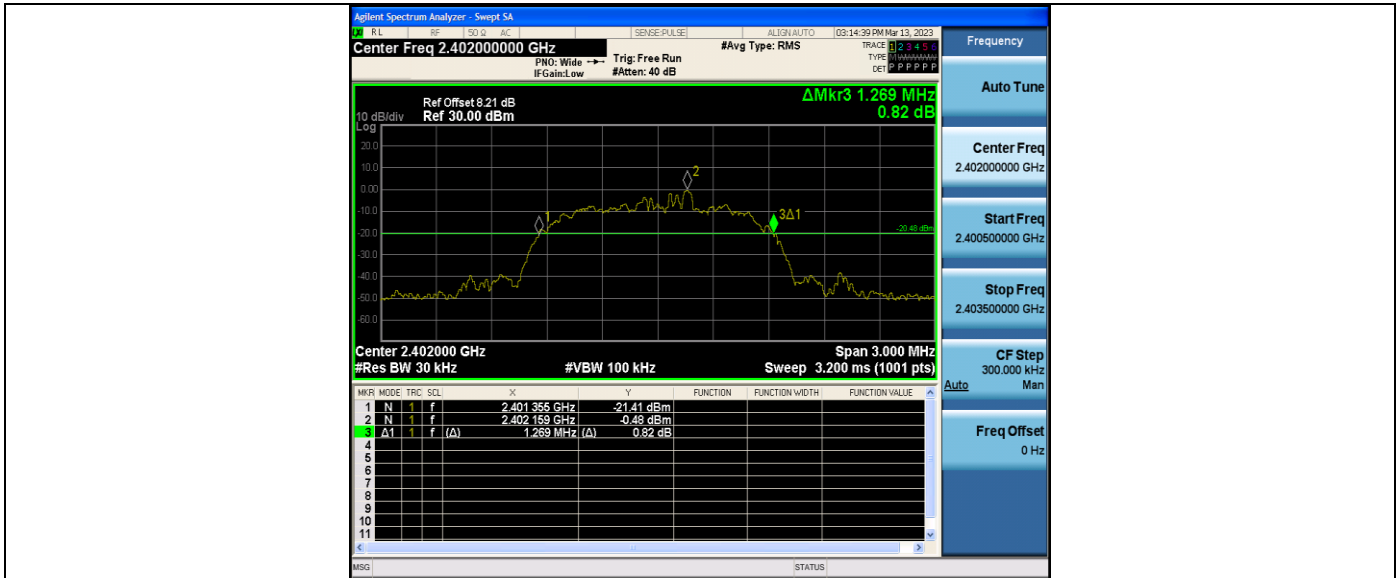 Agilent Spectrum Analyzer - Swept SA
RL RF 50 Ω AC SENSE:PULSE ALIGN AUTO 03:14:39 PM Mar 13, 2023
Center Freq 2.402000000 GHz
#Avg Type: RMS
TRACE 1 2 3 4 5 6
PNO: Wide
Trig: Free Run
TYPE MWWWWW
IFGain:Low
#Atten: 40 dB
DET P P P P P P
ΔMkr3 1.269 MHz
0.82 dB
Ref Offset 8.21 dB
10 dB/div Ref 30.00 dBm
Log
20.0
10.0
0.00
-10.0
-20.0
-30.0
-40.0
-50.0
-60.0
1
2
3Δ1
-20.48 dBm
Center 2.402000 GHz Span 3.000 MHz
#Res BW 30 kHz #VBW 100 kHz Sweep 3.200 ms (1001 pts)
MKR MODE TRC SCL X Y FUNCTION FUNCTION WIDTH FUNCTION VALUE
1 N 1 f 2.401 355 GHz -21.41 dBm
2 N 1 f 2.402 159 GHz -0.48 dBm
3 Δ1 1 f (Δ) 1.269 MHz (Δ) 0.82 dB
4
5
6
7
8
9
10
11
MSG STATUS
Frequency
Auto Tune
Center Freq
2.402000000 GHz
Start Freq
2.400500000 GHz
Stop Freq
2.403500000 GHz
CF Step
300.000 kHz
Auto Man
Freq Offset
0 Hz